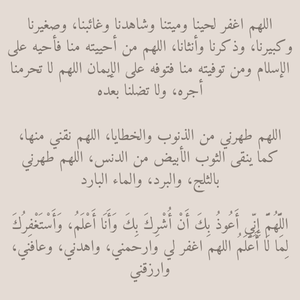 اللهم اغفر لحينا وميتنا وشاهدنا وغائبنا، وصغيرنا
وكبيرنا، وذكرنا وأنثانا، اللهم من أحييته منا فأحيه على
الإسلام ومن توفيته منا فتوفه على الإيمان اللهم لا تحرمنا
أجره، ولا تضلنا بعده
اللهم طهرني من الذنوب والخطايا، اللهم نقني منها،
كما ينقى الثوب الأبيض من الدنس، اللهم طهرني
بالثلج، والبرد، والماء البارد
اللَّهُمَّ إِنِّي أَعُوذُ بِكَ أَنْ أُشْرِكَ بِكَ وَأَنَا أَعْلَمُ، وَأَسْتَغْفِرُكَ
لِمَا لَا أَعْلَمُ اللهم اغفر لي وارحمني، واهدني، وعافني،
وارزقني